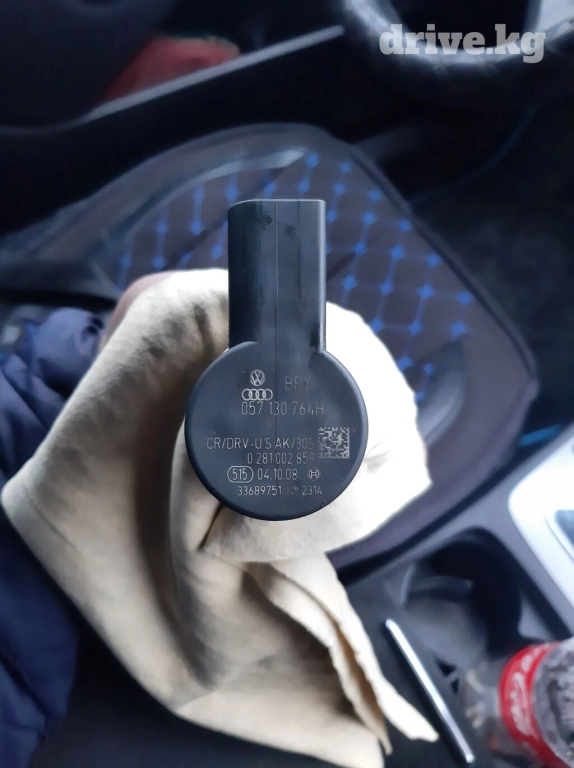 drive.kg
BPY
057 130 764H
CR/DRV-U S AK/30S
0 281 002 859
515 04.10.08
33689751 2314